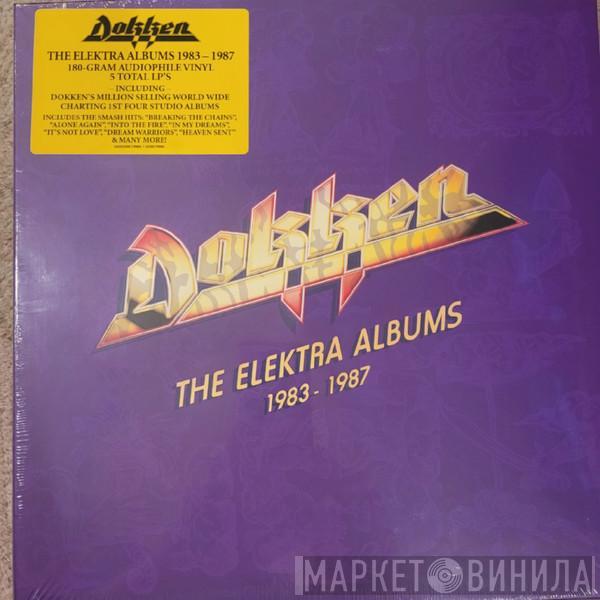 Dokken
THE ELEKTRA ALBUMS 1983 – 1987
180-GRAM AUDIOPHILE VINYL
5 TOTAL LP'S
- INCLUDING -
DOKKEN'S MILLION SELLING WORLD WIDE
CHARTING 1ST FOUR STUDIO ALBUMS
INCLUDES THE SMASH HITS: "BREAKING THE CHAINS",
"ALONE AGAIN", "INTO THE FIRE", "IN MY DREAMS",
"IT'S NOT LOVE", "DREAM WARRIORS", "HEAVEN SENT"
& MANY MORE!
Dokken
THE ELEKTRA ALBUMS
1983 - 1987
МАРКЕТ ВИНИЛА